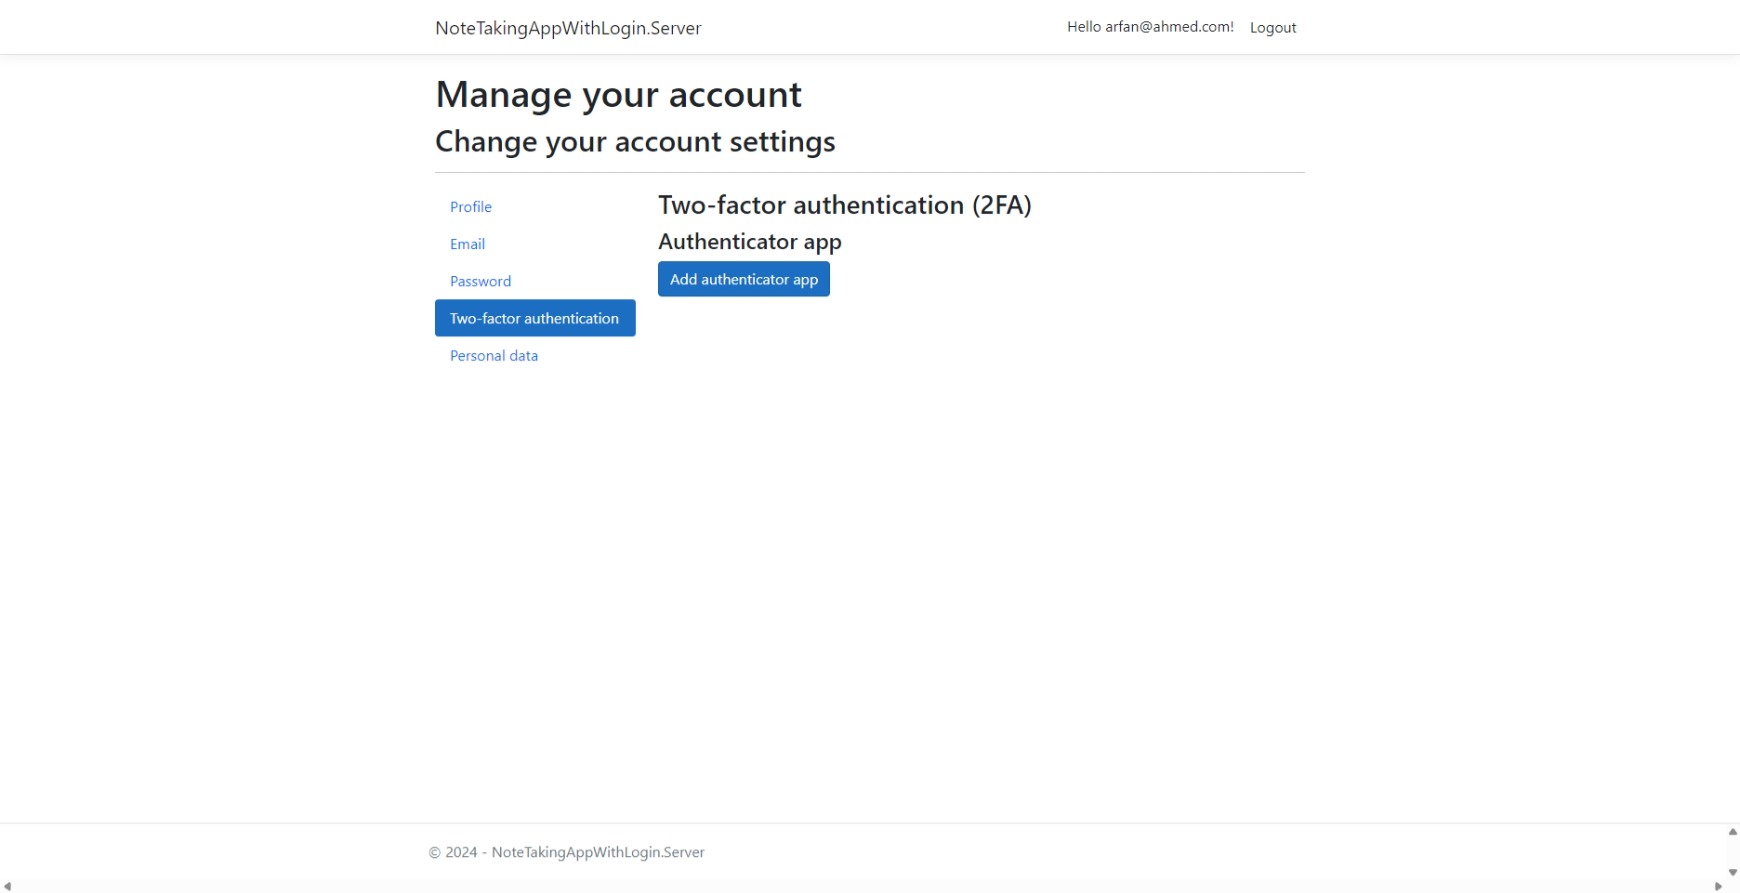 NoteTakingAppWithLogin.Server
Hello arfan@ahmed.com! Logout
Manage your account
Change your account settings
Profile
Email
Password
Two-factor authentication
Personal data
Two-factor authentication (2FA)
Authenticator app
Add authenticator app
© 2024 - NoteTakingAppWithLogin.Server